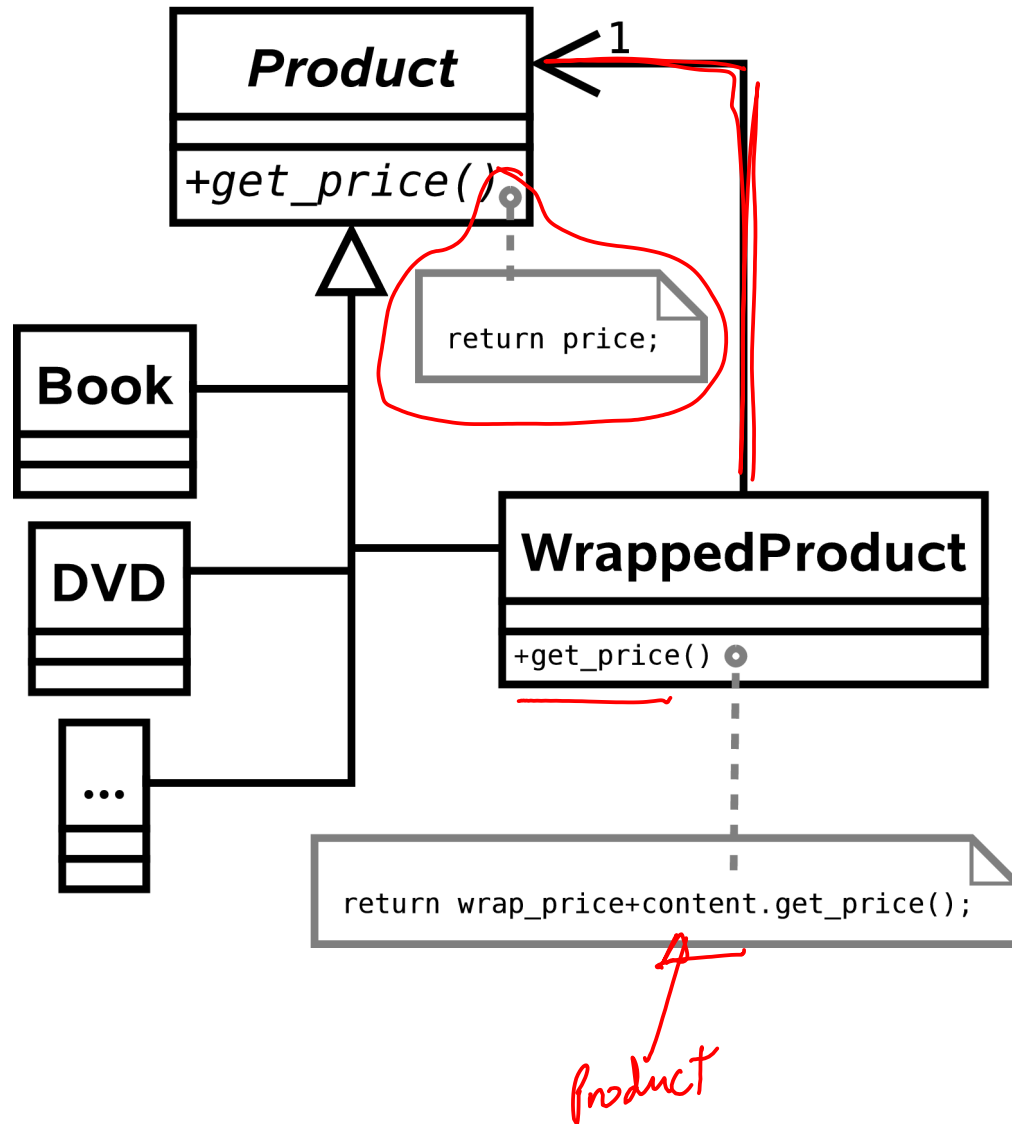 Product
1
+get_price()
return price;
Book
WrappedProduct
DVD
+get_price()
...
return wrap_price+content.get_price();
Product